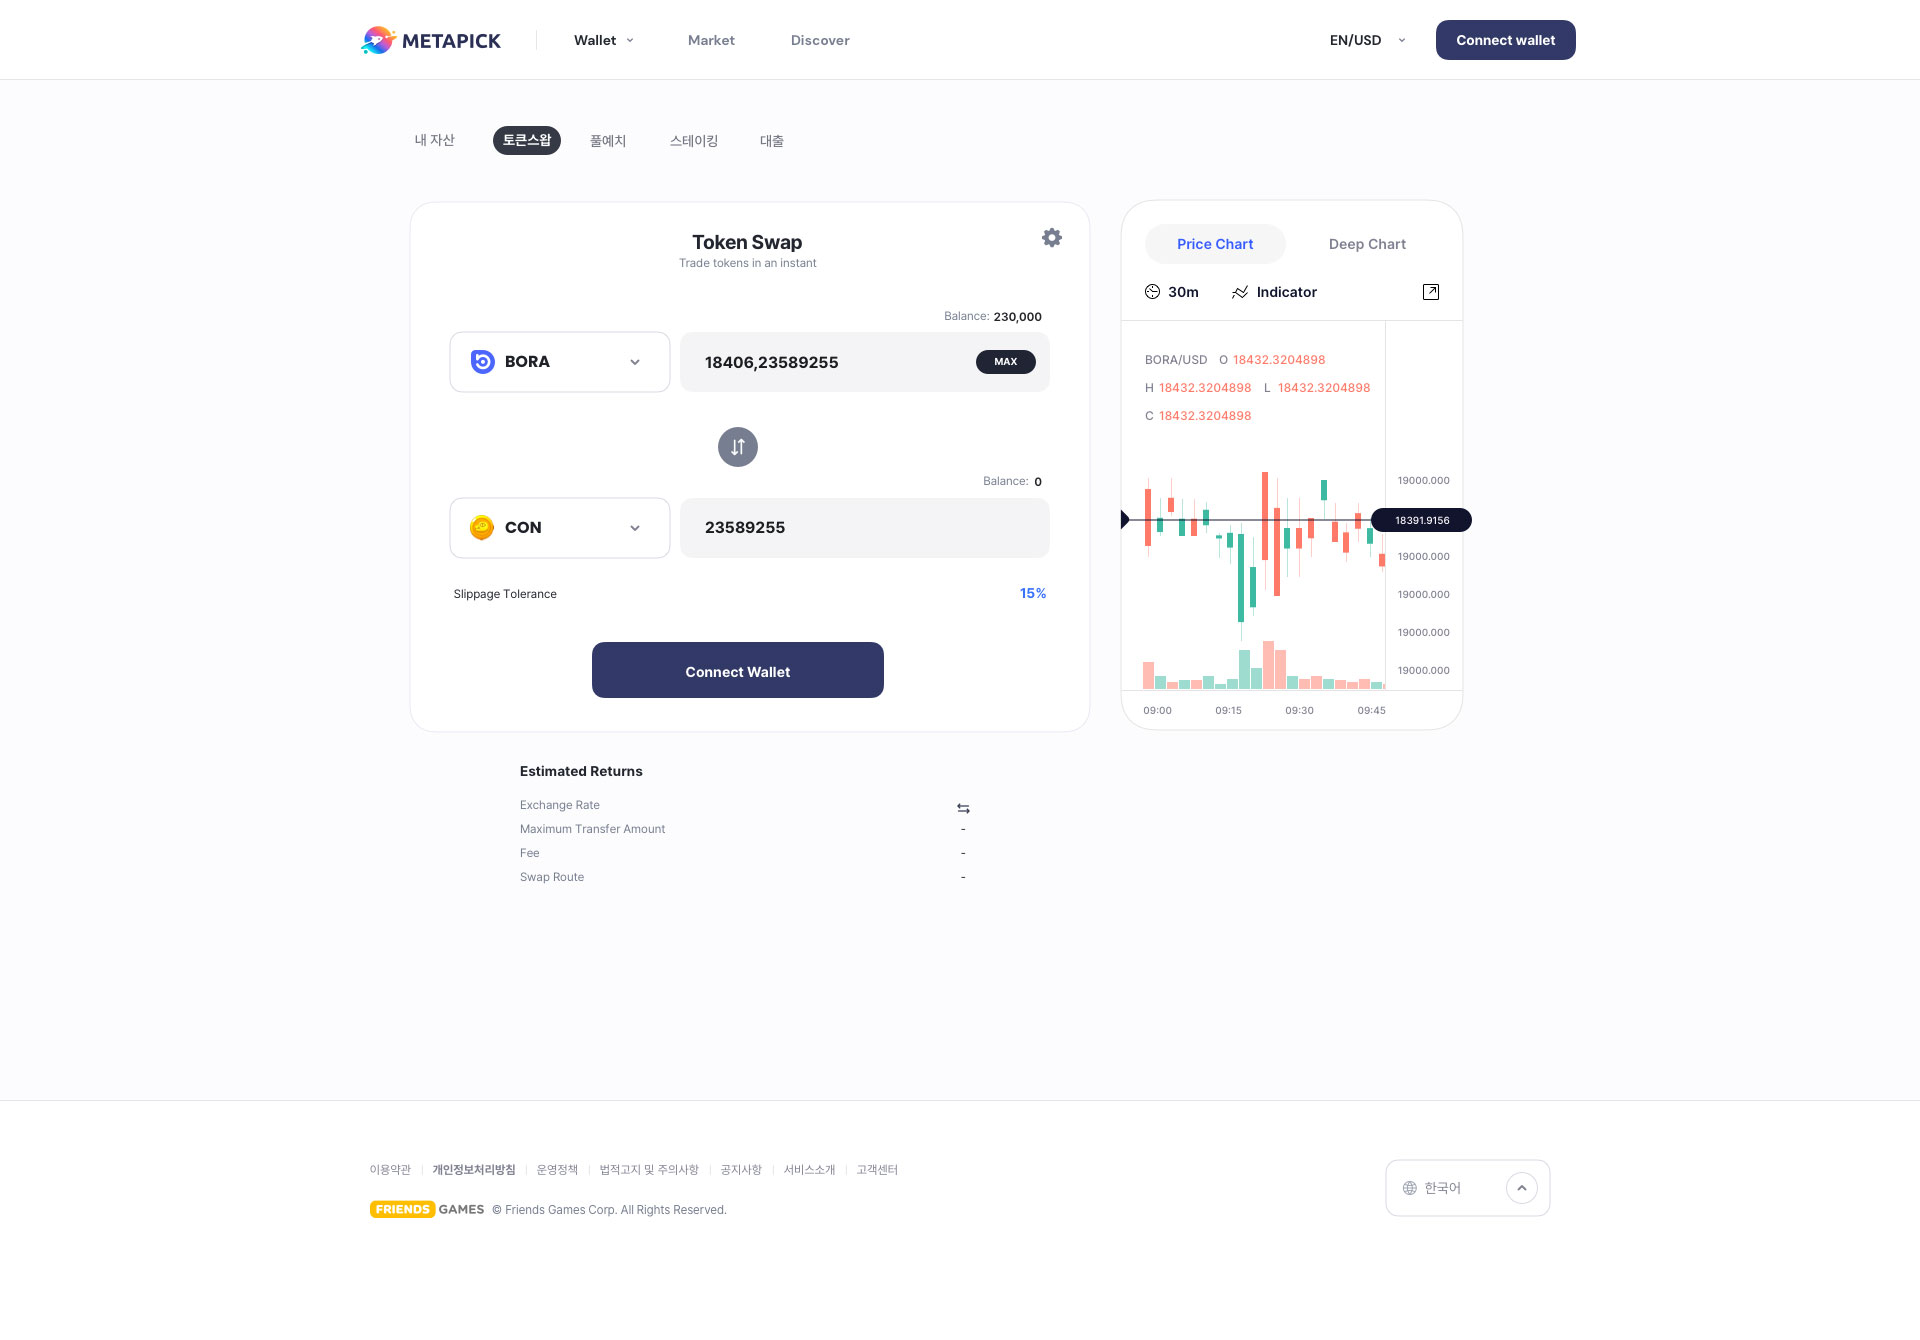 METAPICK
Wallet
Market
Discover
EN/USD
Connect wallet
내 자산
토큰스왑
풀예치
스테이킹
대출
Token Swap
Trade tokens in an instant
Balance: 230,000
BORA
18406,23589255
MAX
Balance: 0
CON
23589255
Slippage Tolerance
15%
Connect Wallet
Price Chart
Deep Chart
30m
Indicator
BORA/USD O 18432.3204898
H 18432.3204898 L 18432.3204898
C 18432.3204898
19000.000
18391.9156
19000.000
19000.000
19000.000
19000.000
09:00
09:15
09:30
09:45
Estimated Returns
Exchange Rate
Maximum Transfer Amount -
Fee -
Swap Route -
이용약관
개인정보처리방침
운영정책
법적고지 및 주의사항
공지사항
서비스소개
고객센터
FRIENDS GAMES © Friends Games Corp. All Rights Reserved.
한국어